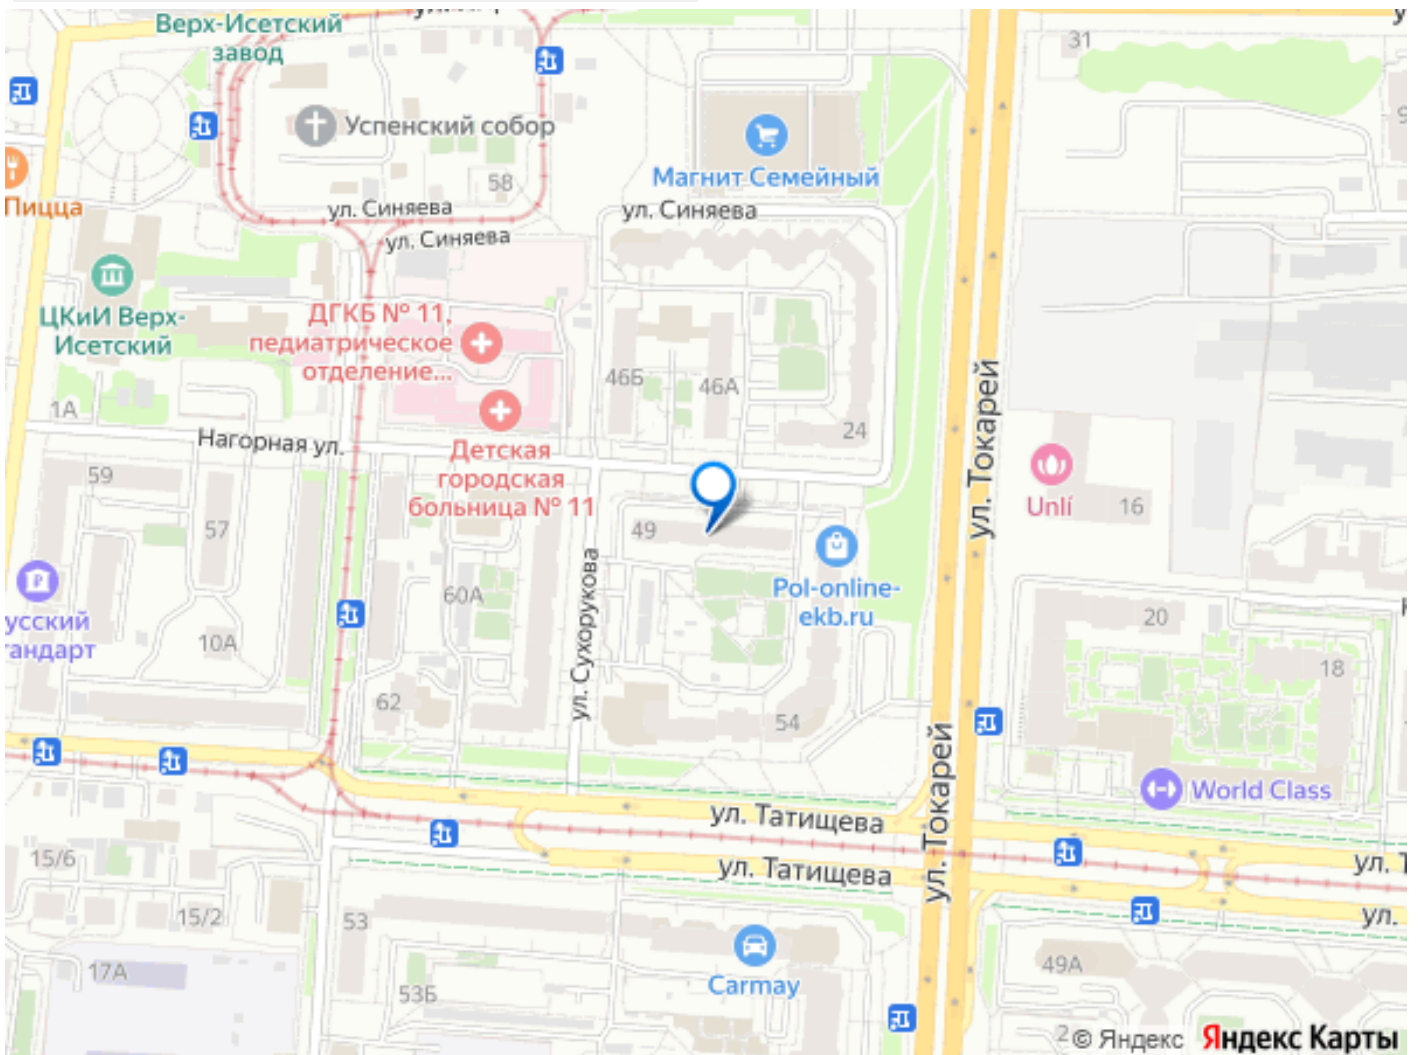 Верх-Исетский
завод
31
Успенский собор
Магнит Семейный
58
Пицца
ул. Синяева
ул. Синяева
ул. Синяева
ЦКиИ Верх-
Исетский
ДГКБ № 11,
педиатрическое
отделение...
46Б
46А
1А
24
Нагорная ул.
Детская
городская
больница № 11
ул. Токарей
59
57
49
Unlí
16
ул. Сухорукова
60А
Pol-online-
ekb.ru
20
10А
18
62
54
ул. Токарей
World Class
ул. Татищева
ул. Татищева
15/6
15/2
53
ул.
17А
53Б
Carmay
49А
2
© Яндекс Яндекс Карты